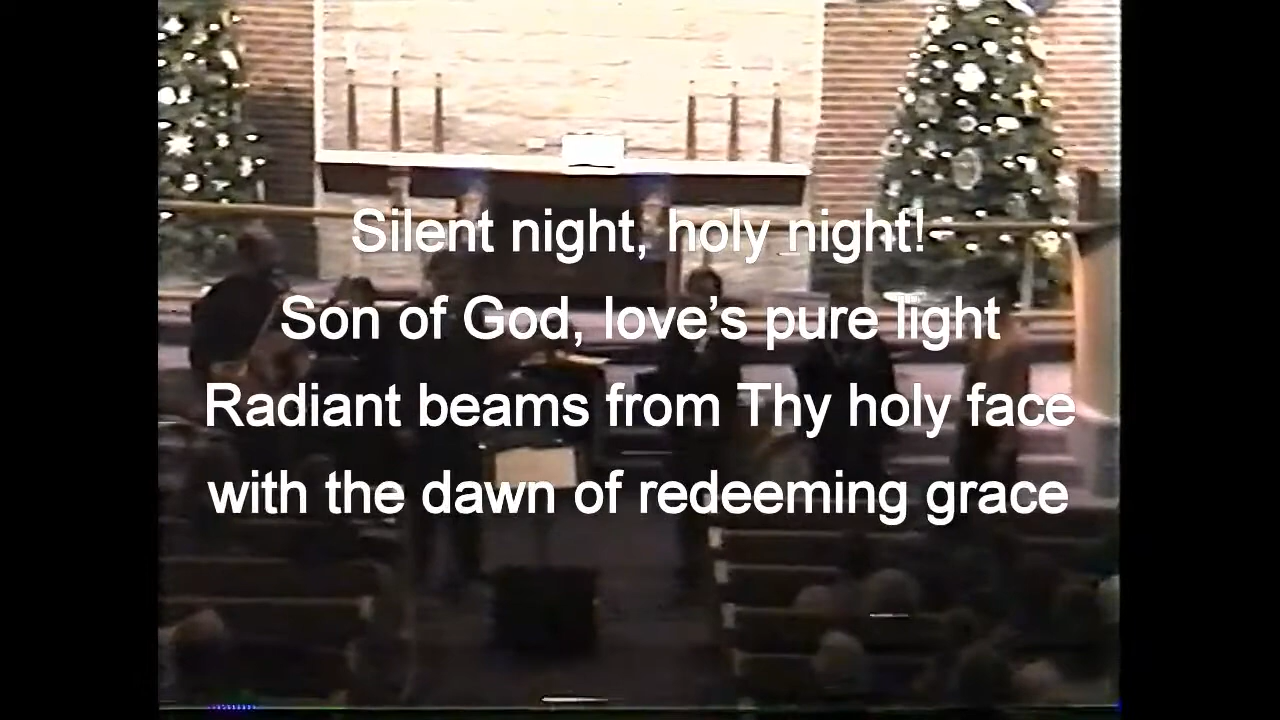 Silent night, holy night!
Son of God, love’s pure light
Radiant beams from Thy holy face
with the dawn of redeeming grace